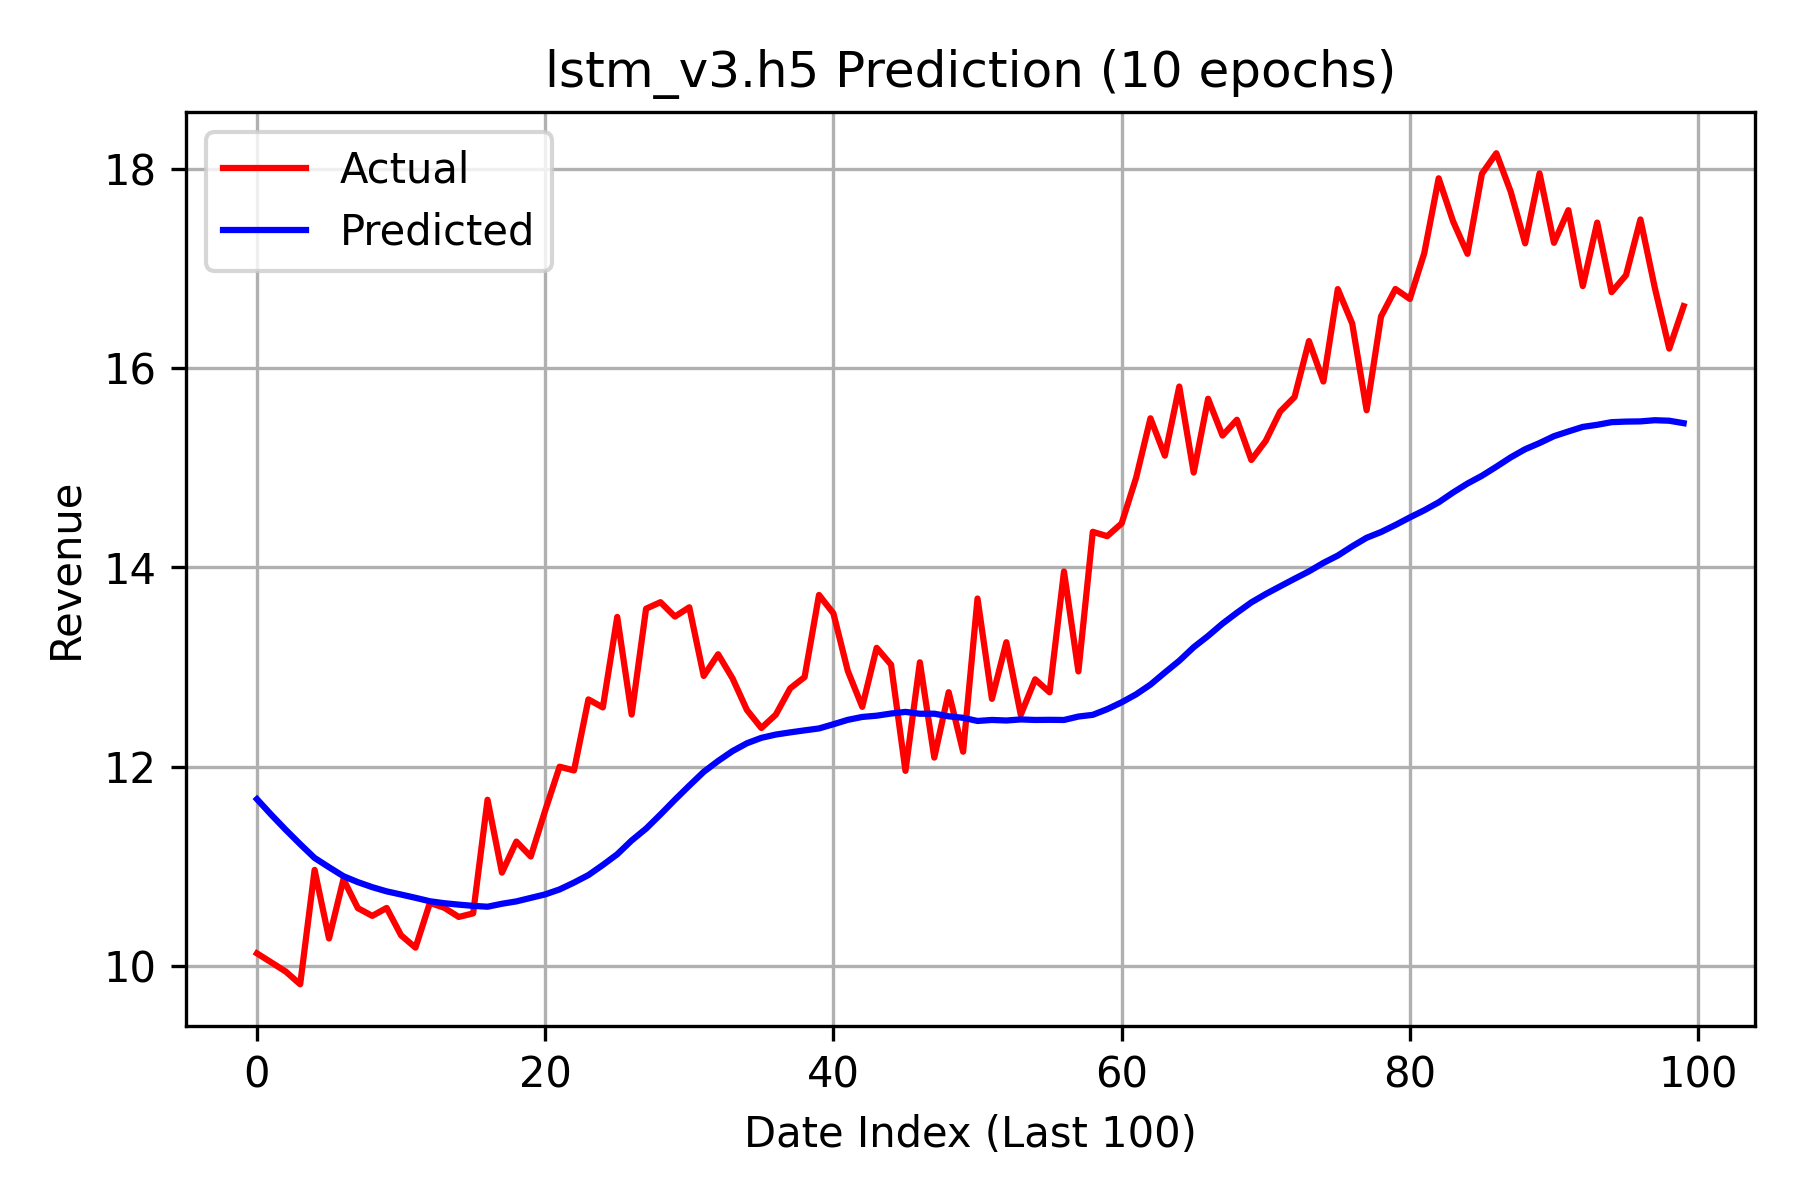 lstm_v3.h5 Prediction (10 epochs)
Actual
Predicted
Revenue
18
16
14
12
10
0 20 40 60 80 100
Date Index (Last 100)